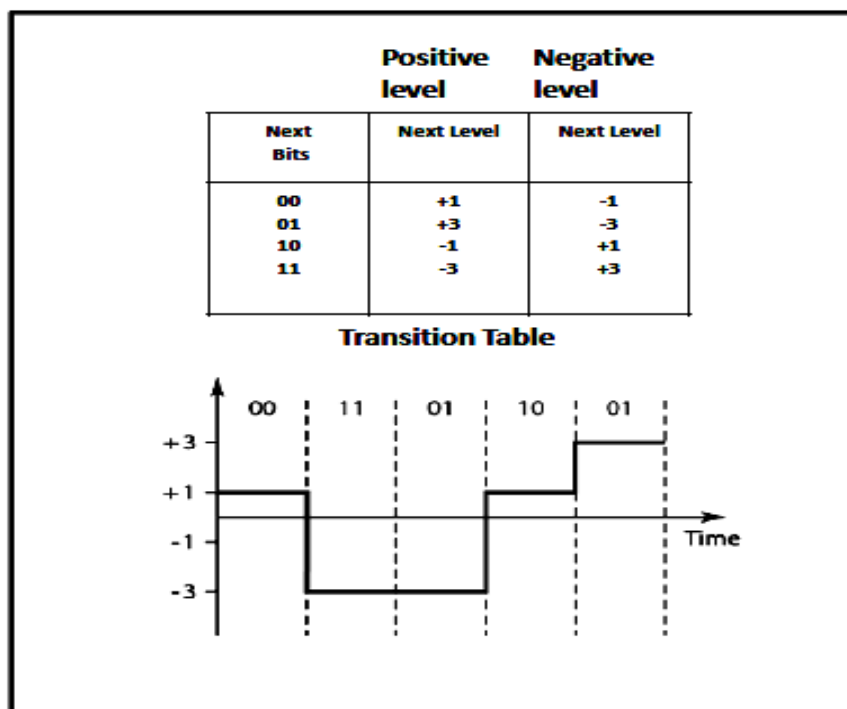 Positive Negative
level level
Next Next Level Next Level
Bits
00 +1 -1
01 +3 -3
10 -1 +1
11 -3 +3
Transition Table
00 11 01 10 01
+3
+1
-1
Time
-3